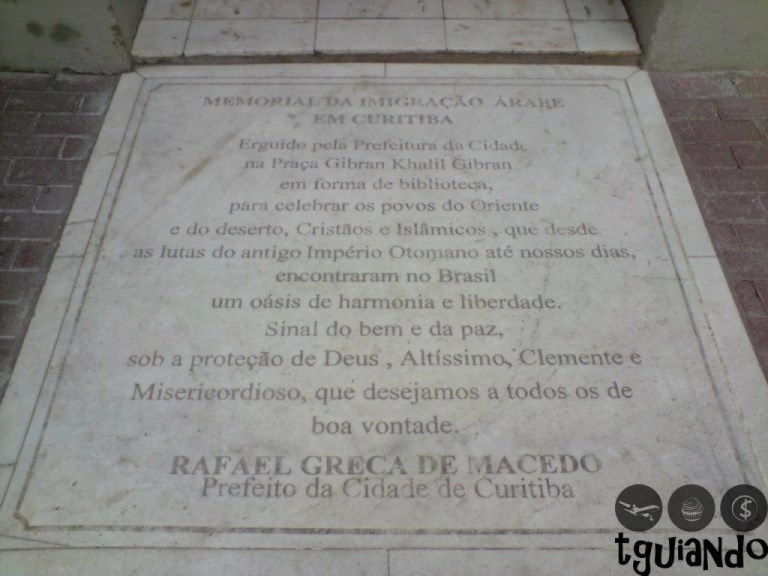 MEMORIAL DA IMIGRAÇÃO ÁRABE
EM CURITIBA
Erguido pela Prefeitura da Cidade
na Praça Gibran Khalil Gibran
em forma de biblioteca,
para celebrar os povos do Oriente
e do deserto, Cristãos e Islâmicos , que desde
as lutas do antigo Império Otomano até nossos dias,
encontraram no Brasil
um oásis de harmonia e liberdade.
Sinal do bem e da paz,
sob a proteção de Deus , Altíssimo, Clemente e
Misericordioso, que desejamos a todos os de
boa vontade.
RAFAEL GRECA DE MACEDO
Prefeito da Cidade de Curitiba
$
tguiando